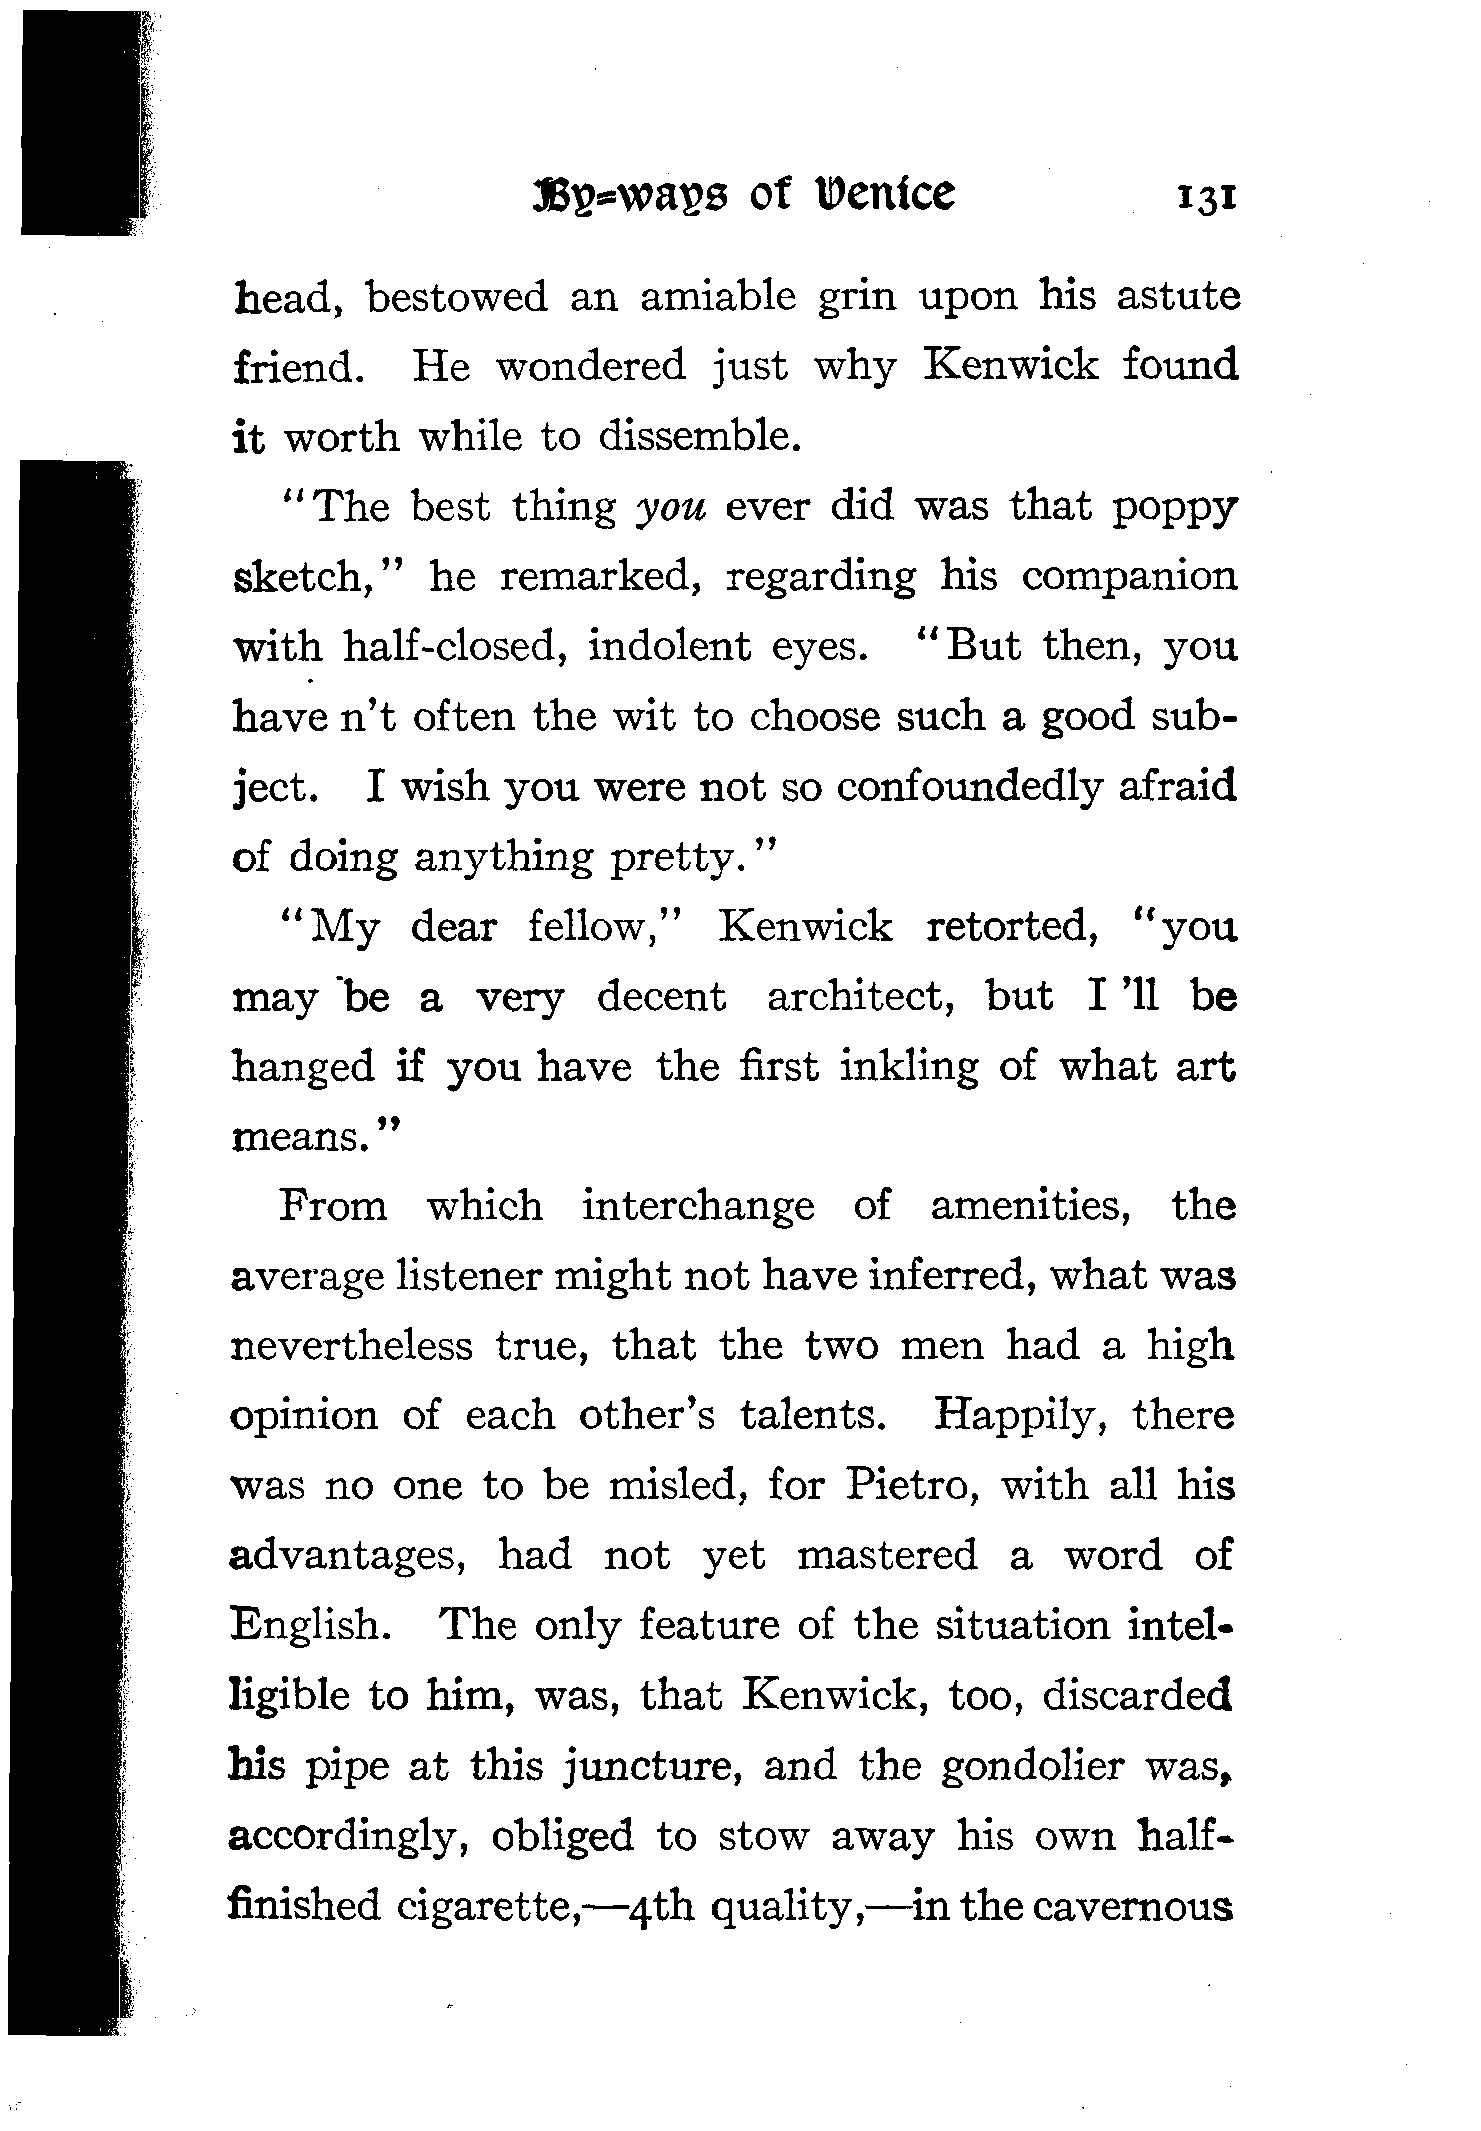 By-ways of Venice 131
head, bestowed an amiable grin upon his astute
friend. He wondered just why Kenwick found
it worth while to dissemble.
"The best thing you ever did was that poppy
sketch," he remarked, regarding his companion
with half-closed, indolent eyes. "But then, you
have n't often the wit to choose such a good sub-
ject. I wish you were not so confoundedly afraid
of doing anything pretty."
"My dear fellow," Kenwick retorted, "you
may be a very decent architect, but I 'll be
hanged if you have the first inkling of what art
means."
From which interchange of amenities, the
average listener might not have inferred, what was
nevertheless true, that the two men had a high
opinion of each other's talents. Happily, there
was no one to be misled, for Pietro, with all his
advantages, had not yet mastered a word of
English. The only feature of the situation intel-
ligible to him, was, that Kenwick, too, discarded
his pipe at this juncture, and the gondolier was,
accordingly, obliged to stow away his own half-
finished cigarette,—4th quality,—in the cavernous